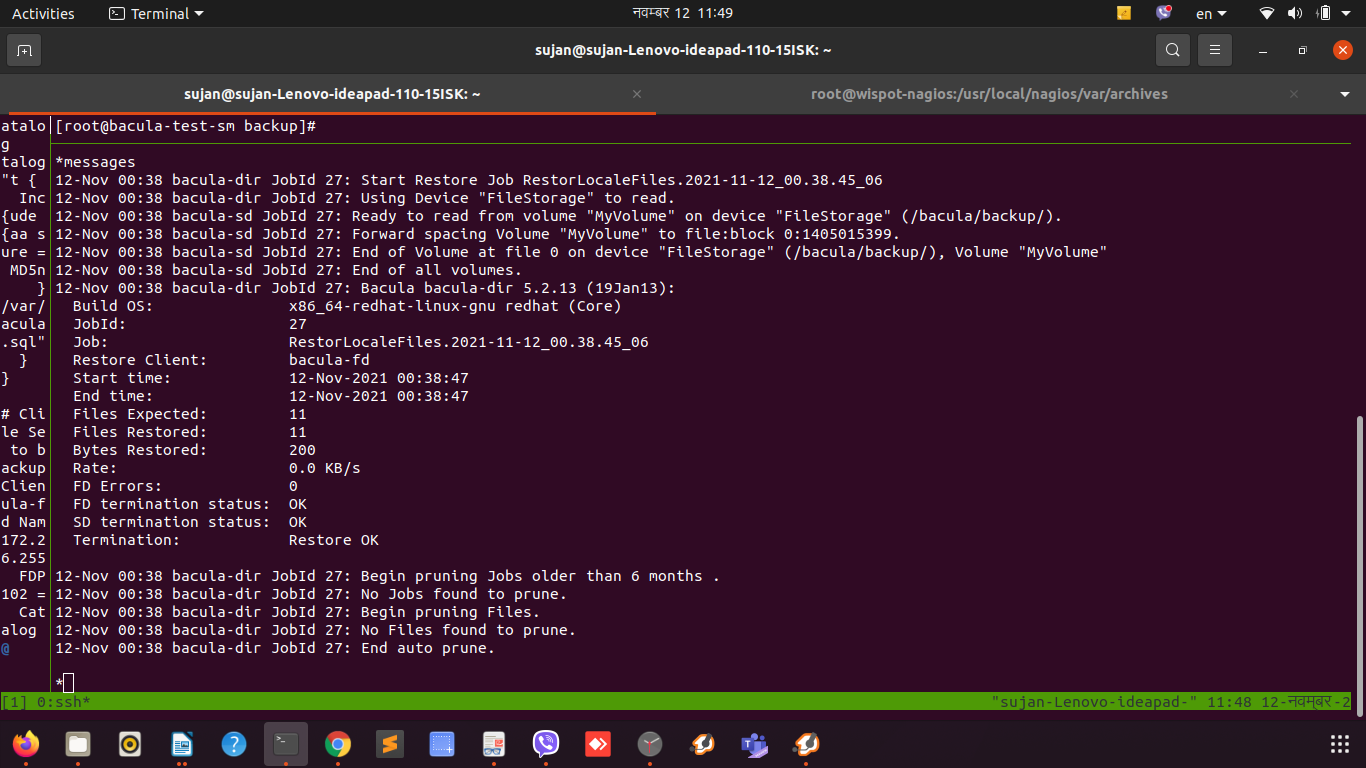 Activities
Terminal
नवम्बर 12 11:49
en
sujan@sujan-Lenovo-ideapad-110-15ISK: ~
sujan@sujan-Lenovo-ideapad-110-15ISK: ~
root@wispot-nagios:/usr/local/nagios/var/archives
atalo
g
talog
"t {
Inc
{ude
{aa s
ure =
MD5n
}
/var/
acula
.sql"
}
}
# Cli
le Se
to b
ackup
Clien
ula-f
d Nam
172.2
6.255
FDP
102 =
Cat
alog
@
[root@bacula-test-sm backup]#
*messages
12-Nov 00:38 bacula-dir JobId 27: Start Restore Job RestorLocaleFiles.2021-11-12_00.38.45_06
12-Nov 00:38 bacula-dir JobId 27: Using Device "FileStorage" to read.
12-Nov 00:38 bacula-sd JobId 27: Ready to read from volume "MyVolume" on device "FileStorage" (/bacula/backup/).
12-Nov 00:38 bacula-sd JobId 27: Forward spacing Volume "MyVolume" to file:block 0:1405015399.
12-Nov 00:38 bacula-sd JobId 27: End of Volume at file 0 on device "FileStorage" (/bacula/backup/), Volume "MyVolume"
12-Nov 00:38 bacula-sd JobId 27: End of all volumes.
12-Nov 00:38 bacula-dir JobId 27: Bacula bacula-dir 5.2.13 (19Jan13):
Build OS: x86_64-redhat-linux-gnu redhat (Core)
JobId: 27
Job: RestorLocaleFiles.2021-11-12_00.38.45_06
Restore Client: bacula-fd
Start time: 12-Nov-2021 00:38:47
End time: 12-Nov-2021 00:38:47
Files Expected: 11
Files Restored: 11
Bytes Restored: 200
Rate: 0.0 KB/s
FD Errors: 0
FD termination status: OK
SD termination status: OK
Termination: Restore OK
12-Nov 00:38 bacula-dir JobId 27: Begin pruning Jobs older than 6 months .
12-Nov 00:38 bacula-dir JobId 27: No Jobs found to prune.
12-Nov 00:38 bacula-dir JobId 27: Begin pruning Files.
12-Nov 00:38 bacula-dir JobId 27: No Files found to prune.
12-Nov 00:38 bacula-dir JobId 27: End auto prune.
*
[1] 0:ssh*
"sujan-Lenovo-ideapad-" 11:48 12-नवम्बर-2